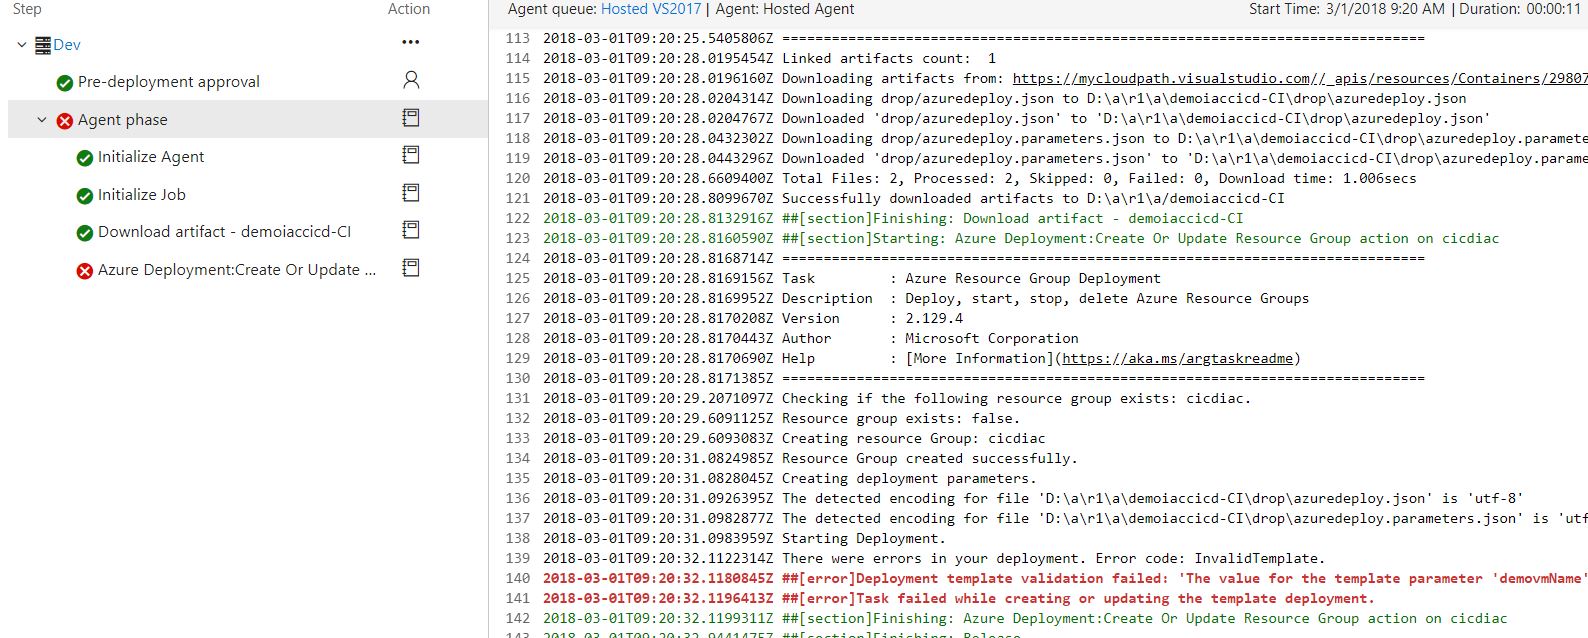 Step Action
Dev •••
Pre-deployment approval
Agent phase
Initialize Agent
Initialize Job
Download artifact - demoiaccicd-CI
Azure Deployment:Create Or Update ...
Agent queue: Hosted VS2017 | Agent: Hosted Agent Start Time: 3/1/2018 9:20 AM | Duration: 00:00:11
113 2018-03-01T09:20:25.5405806Z ==============================================================================
114 2018-03-01T09:20:28.0195454Z Linked artifacts count: 1
115 2018-03-01T09:20:28.0196160Z Downloading artifacts from: https://mycloudpath.visualstudio.com//_apis/resources/Containers/29807
116 2018-03-01T09:20:28.0204314Z Downloading drop/azuredeploy.json to D:\a\r1\a\demoiaccicd-CI\drop\azuredeploy.json
117 2018-03-01T09:20:28.0204767Z Downloaded 'drop/azuredeploy.json' to 'D:\a\r1\a\demoiaccicd-CI\drop\azuredeploy.json'
118 2018-03-01T09:20:28.0432302Z Downloading drop/azuredeploy.parameters.json to D:\a\r1\a\demoiaccicd-CI\drop\azuredeploy.paramete
119 2018-03-01T09:20:28.0443296Z Downloaded 'drop/azuredeploy.parameters.json' to 'D:\a\r1\a\demoiaccicd-CI\drop\azuredeploy.parame
120 2018-03-01T09:20:28.6609400Z Total Files: 2, Processed: 2, Skipped: 0, Failed: 0, Download time: 1.006secs
121 2018-03-01T09:20:28.8099670Z Successfully downloaded artifacts to D:\a\r1\a/demoiaccicd-CI
122 2018-03-01T09:20:28.8132916Z ##[section]Finishing: Download artifact - demoiaccicd-CI
123 2018-03-01T09:20:28.8160590Z ##[section]Starting: Azure Deployment:Create Or Update Resource Group action on cicdiac
124 2018-03-01T09:20:28.8168714Z ==============================================================================
125 2018-03-01T09:20:28.8169156Z Task : Azure Resource Group Deployment
126 2018-03-01T09:20:28.8169952Z Description : Deploy, start, stop, delete Azure Resource Groups
127 2018-03-01T09:20:28.8170208Z Version : 2.129.4
128 2018-03-01T09:20:28.8170443Z Author : Microsoft Corporation
129 2018-03-01T09:20:28.8170690Z Help : [More Information](https://aka.ms/argtaskreadme)
130 2018-03-01T09:20:28.8171385Z ==============================================================================
131 2018-03-01T09:20:29.2071097Z Checking if the following resource group exists: cicdiac.
132 2018-03-01T09:20:29.6091125Z Resource group exists: false.
133 2018-03-01T09:20:29.6093083Z Creating resource Group: cicdiac
134 2018-03-01T09:20:31.0824985Z Resource Group created successfully.
135 2018-03-01T09:20:31.0828045Z Creating deployment parameters.
136 2018-03-01T09:20:31.0926395Z The detected encoding for file 'D:\a\r1\a\demoiaccicd-CI\drop\azuredeploy.json' is 'utf-8'
137 2018-03-01T09:20:31.0982877Z The detected encoding for file 'D:\a\r1\a\demoiaccicd-CI\drop\azuredeploy.parameters.json' is 'utf
138 2018-03-01T09:20:31.0983959Z Starting Deployment.
139 2018-03-01T09:20:32.1122314Z There were errors in your deployment. Error code: InvalidTemplate.
140 2018-03-01T09:20:32.1180845Z ##[error]Deployment template validation failed: 'The value for the template parameter 'demovmName'
141 2018-03-01T09:20:32.1196413Z ##[error]Task failed while creating or updating the template deployment.
142 2018-03-01T09:20:32.1199311Z ##[section]Finishing: Azure Deployment:Create Or Update Resource Group action on cicdiac
143 2018-03-01T09:20:32.9441475Z ##[section]Finishing: Release